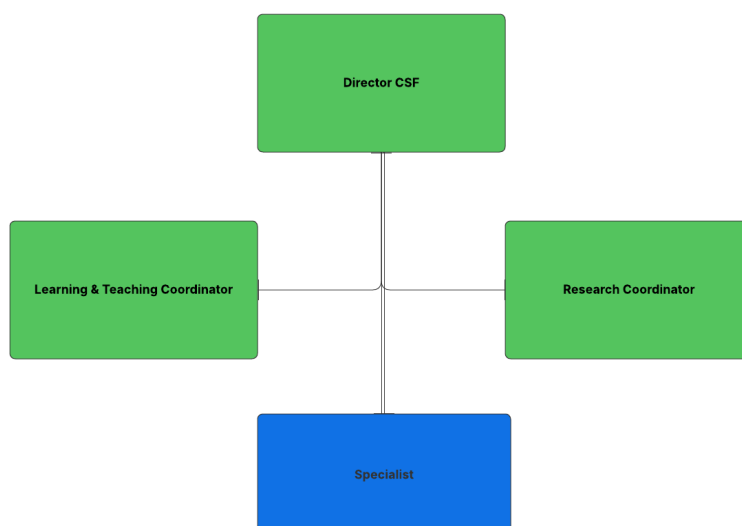 Director CSF
Learning & Teaching Coordinator
Research Coordinator
Specialist